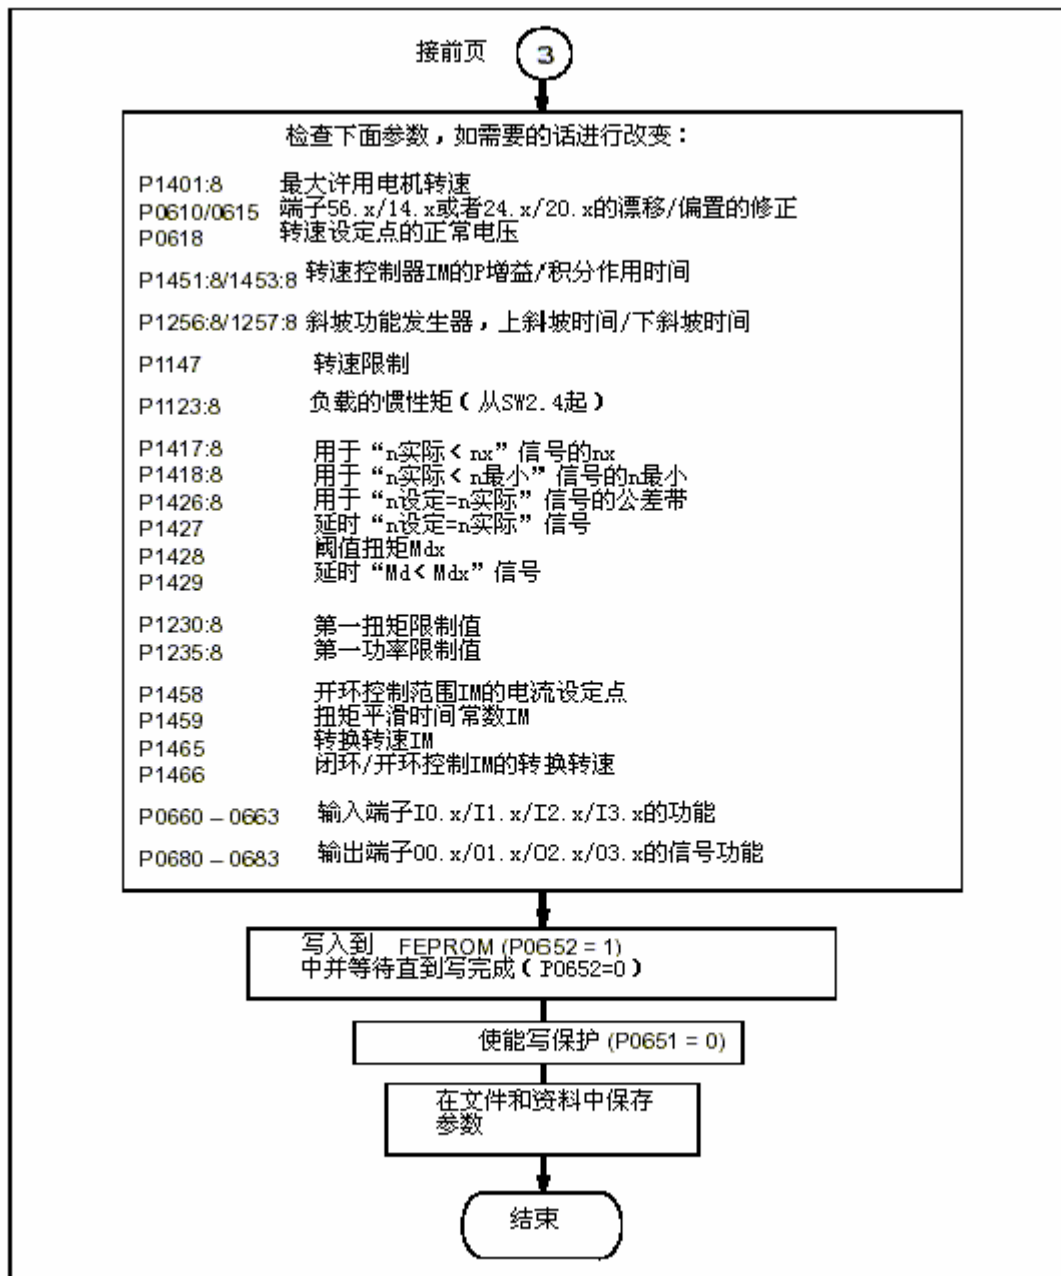 接前页 3
检查下面参数，如需要的话进行改变：
P1401:8 最大许用电机转速
P0610/0615 端子56.x/14.x或者24.x/20.x的漂移/偏置的修正
P0618 转速设定点的正常电压
P1451:8/1453:8 转速控制器IM的P增益/积分作用时间
P1256:8/1257:8 斜坡功能发生器，上斜坡时间/下斜坡时间
P1147 转速限制
P1123:8 负载的惯性矩（从SW2.4起）
P1417:8 用于“n实际< nx”信号的nx
P1418:8 用于“n实际< n最小”信号的n最小
P1426:8 用于“n设定=n实际”信号的公差带
P1427 延时“n设定=n实际”信号
P1428 阈值扭矩Mdx
P1429 延时“Md< Mdx”信号
P1230:8 第一扭矩限制值
P1235:8 第一功率限制值
P1458 开环控制范围IM的电流设定点
P1459 扭矩平滑时间常数IM
P1465 转换转速IM
P1466 闭环/开环控制IM的转换转速
P0660 – 0663 输入端子I0.x/I1.x/I2.x/I3.x的功能
P0680 – 0683 输出端子O0.x/O1.x/O2.x/O3.x的信号功能
写入到 FEPROM (P0652 = 1)
中并等待直到写完成（P0652=0）
使能写保护 (P0651 = 0)
在文件和资料中保存
参数
结束